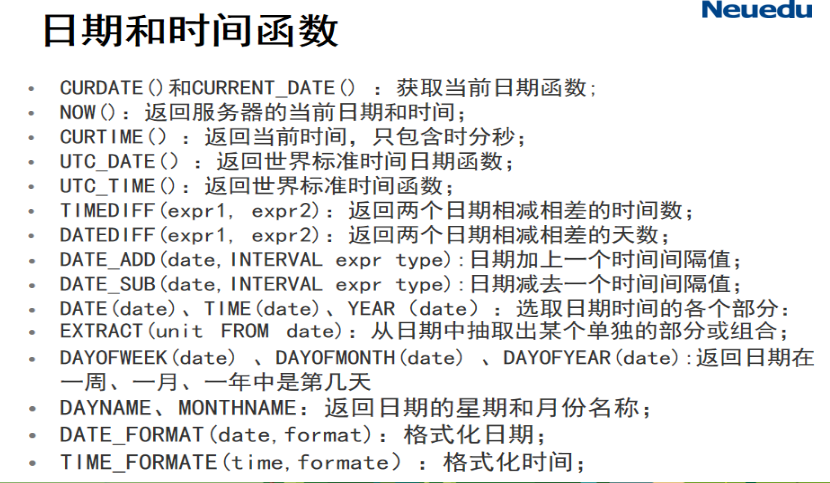 Neuedu
日期和时间函数
• CURDATE()和CURRENT_DATE() : 获取当前日期函数;
• NOW(): 返回服务器的当前日期和时间;
• CURTIME() : 返回当前时间，只包含时分秒;
• UTC_DATE() : 返回世界标准时间日期函数;
• UTC_TIME(): 返回世界标准时间函数;
• TIMEDIFF(expr1, expr2): 返回两个日期相减相差的时间数;
• DATEDIFF(expr1, expr2): 返回两个日期相减相差的天数;
• DATE_ADD(date,INTERVAL expr type):日期加上一个时间间隔值;
• DATE_SUB(date,INTERVAL expr type):日期减去一个时间间隔值;
• DATE(date)、TIME(date)、YEAR (date) : 选取日期时间的各个部分:
• EXTRACT(unit FROM date): 从日期中抽取出某个单独的部分或组合;
• DAYOFWEEK(date) 、DAYOFMONTH(date) 、DAYOFYEAR(date):返回日期在
一周、一月、一年中是第几天
• DAYNAME、MONTHNAME: 返回日期的星期和月份名称;
• DATE_FORMAT(date,format): 格式化日期;
• TIME_FORMATE(time,formate) : 格式化时间;